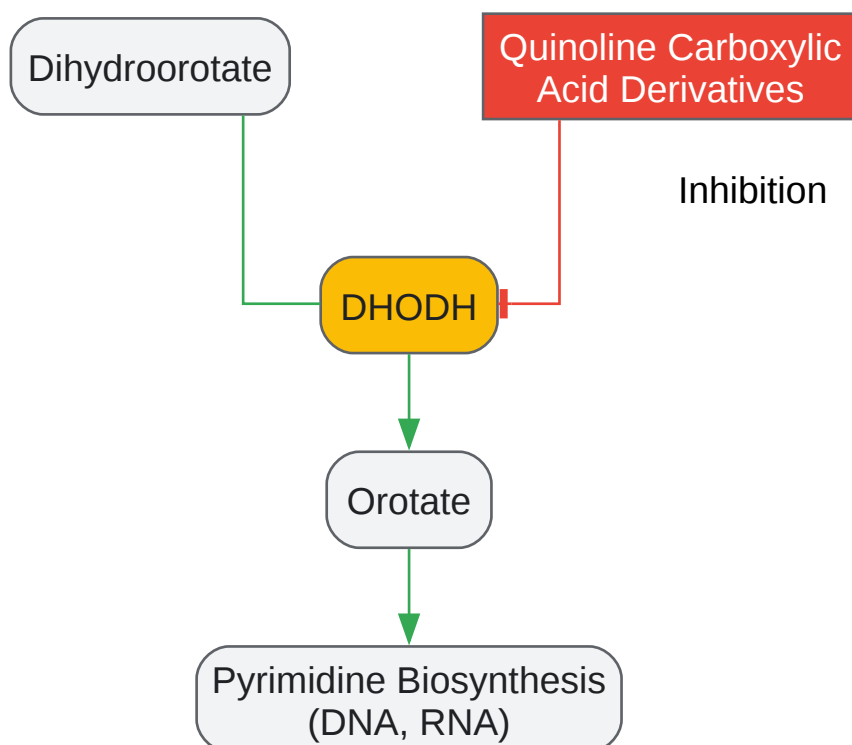 Dihydroorotate
Quinoline Carboxylic
Acid Derivatives
Inhibition
DHODH
Orotate
Pyrimidine Biosynthesis
(DNA, RNA)